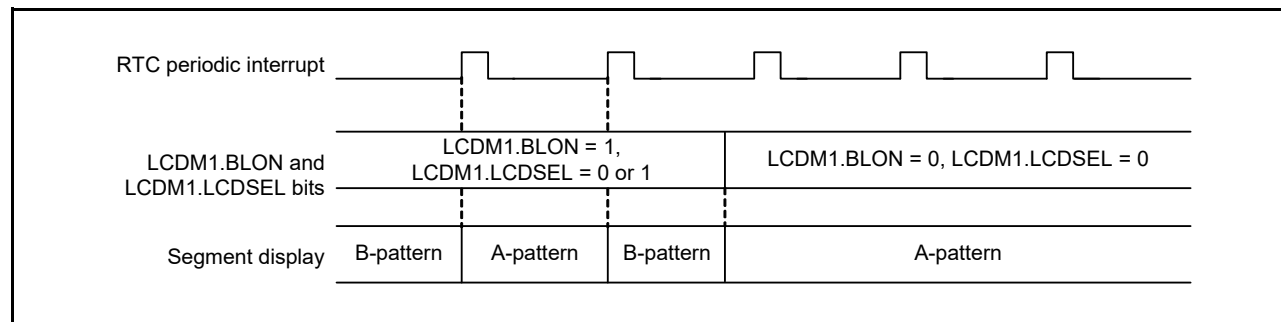 RTC periodic interrupt
LCDM1.BLON and
LCDM1.LCDSEL bits
LCDM1.BLON = 1,
LCDM1.LCDSEL = 0 or 1
LCDM1.BLON = 0, LCDM1.LCDSEL = 0
Segment display
B-pattern
A-pattern
B-pattern
A-pattern